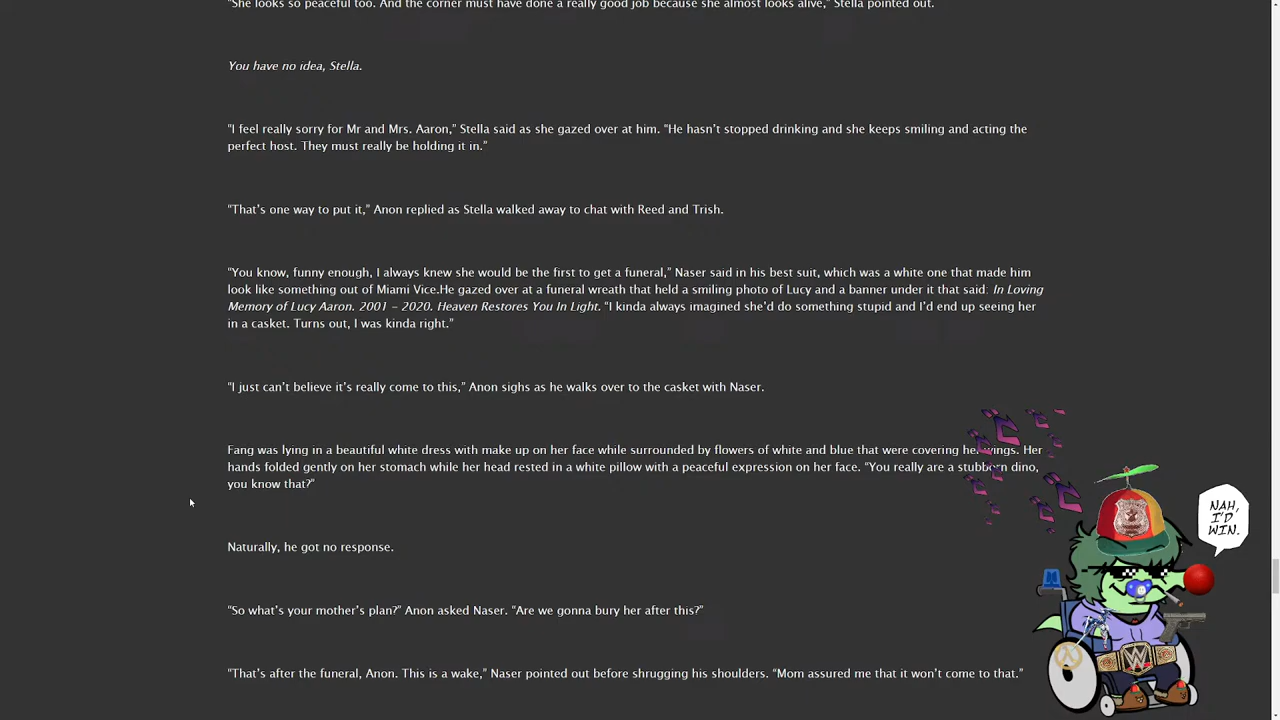 “She looks so peaceful too. And the corner must have done a really good job because she almost looks alive,” Stella pointed out.
You have no idea, Stella.
“I feel really sorry for Mr and Mrs. Aaron,” Stella said as she gazed over at him. “He hasn’t stopped drinking and she keeps smiling and acting the
perfect host. They must really be holding it in.”
“That’s one way to put it,” Anon replied as Stella walked away to chat with Reed and Trish.
“You know, funny enough, I always knew she would be the first to get a funeral,” Naser said in his best suit, which was a white one that made him
look like something out of Miami Vice.He gazed over at a funeral wreath that held a smiling photo of Lucy and a banner under it that said: In Loving
Memory of Lucy Aaron. 2001 – 2020. Heaven Restores You In Light. “I kinda always imagined she’d do something stupid and I’d end up seeing her
in a casket. Turns out, I was kinda right.”
“I just can’t believe it’s really come to this,” Anon sighs as he walks over to the casket with Naser.
Fang was lying in a beautiful white dress with make up on her face while surrounded by flowers of white and blue that were covering her wings. Her
hands folded gently on her stomach while her head rested in a white pillow with a peaceful expression on her face. “You really are a stubborn dino,
you know that?”
Naturally, he got no response.
“So what’s your mother’s plan?” Anon asked Naser. “Are we gonna bury her after this?”
“That’s after the funeral, Anon. This is a wake,” Naser pointed out before shrugging his shoulders. “Mom assured me that it won’t come to that.”
NAH,
I'D
WIN.